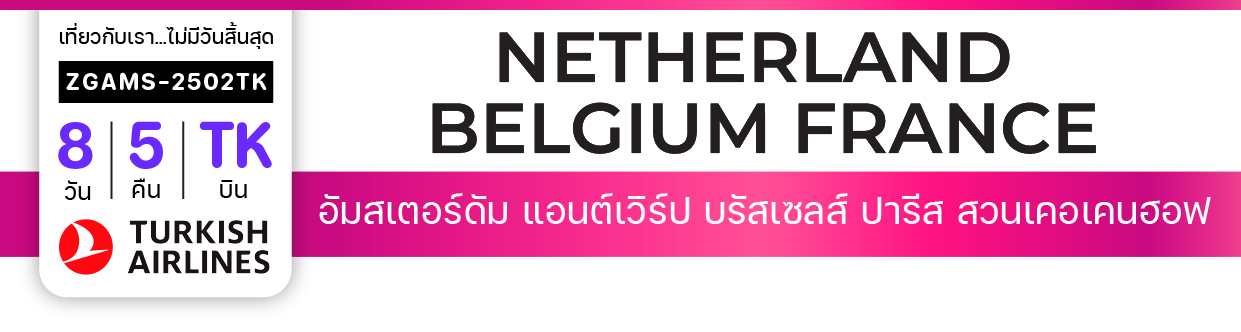 เที่ยวกับเรา...ไม่มีวันสิ้นสุด
ZGAMS-2502TK
8 วัน
5 คืน
TK บิน
TURKISH
AIRLINES
NETHERLAND
BELGIUM FRANCE
อัมสเตอร์ดัม แอนต์เวิร์ป บรัสเซลส์ ปารีส สวนเคอเคนฮอฟ